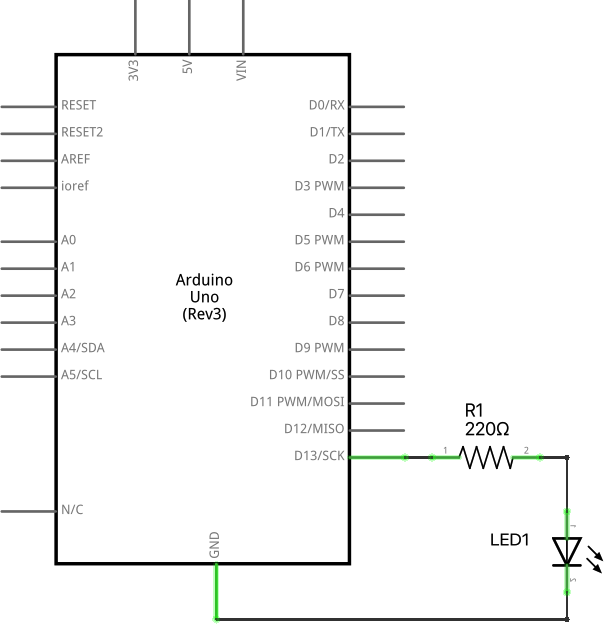 3V3
5V
VIN
RESET
D0/RX
RESET2
D1/TX
AREF
D2
ioref
D3 PWM
D4
A0
D5 PWM
A1
D6 PWM
A2
D7
A3
D8
A4/SDA
D9 PWM
A5/SCL
D10 PWM/SS
D11 PWM/MOSI
D12/MISO
D13/SCK
N/C
GND
Arduino
Uno
(Rev3)
R1
220Ω
1
2
LED1